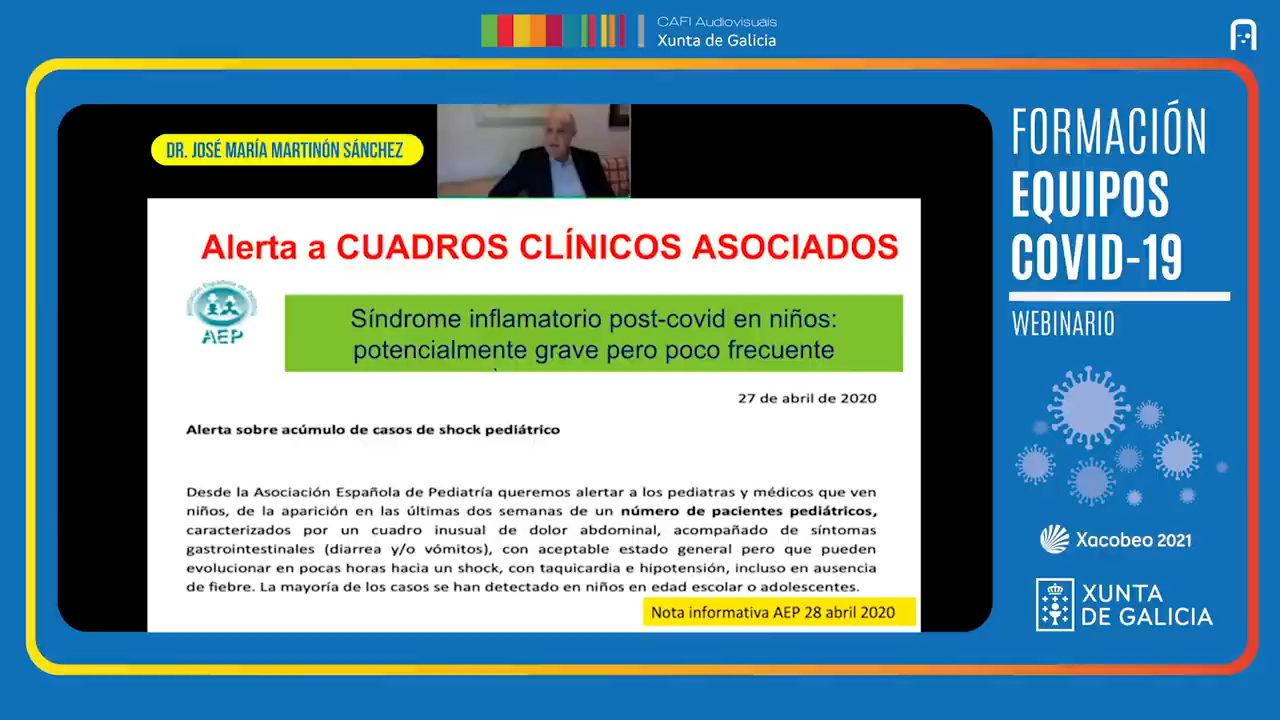 CAFI Audiovisuais
Xunta de Galicia
DR. JOSÉ MARÍA MARTINÓN SÁNCHEZ
Alerta a CUADROS CLÍNICOS ASOCIADOS
AEP
Síndrome inflamatorio post-covid en niños:
potencialmente grave pero poco frecuente
27 de abril de 2020
Alerta sobre acúmulo de casos de shock pediátrico
Desde la Asociación Española de Pediatría queremos alertar a los pediatras y médicos que ven
niños, de la aparición en las últimas dos semanas de un número de pacientes pediátricos,
caracterizados por un cuadro inusual de dolor abdominal, acompañado de síntomas
gastrointestinales (diarrea y/o vómitos), con aceptable estado general pero que pueden
evolucionar en pocas horas hacia un shock, con taquicardia e hipotensión, incluso en ausencia
de fiebre. La mayoría de los casos se han detectado en niños en edad escolar o adolescentes.
Nota informativa AEP 28 abril 2020
FORMACIÓN
EQUIPOS
COVID-19
WEBINARIO
Xacobeo 2021
XUNTA
DE GALICIA